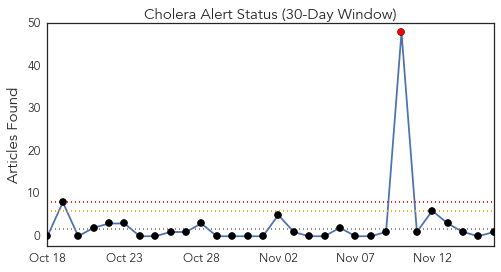 Cholera Alert Status (30-Day Window)
50
40
30
20
10
0
Articles Found
Oct 18
Oct 23
Oct 28
Nov 02
Nov 07
Nov 12